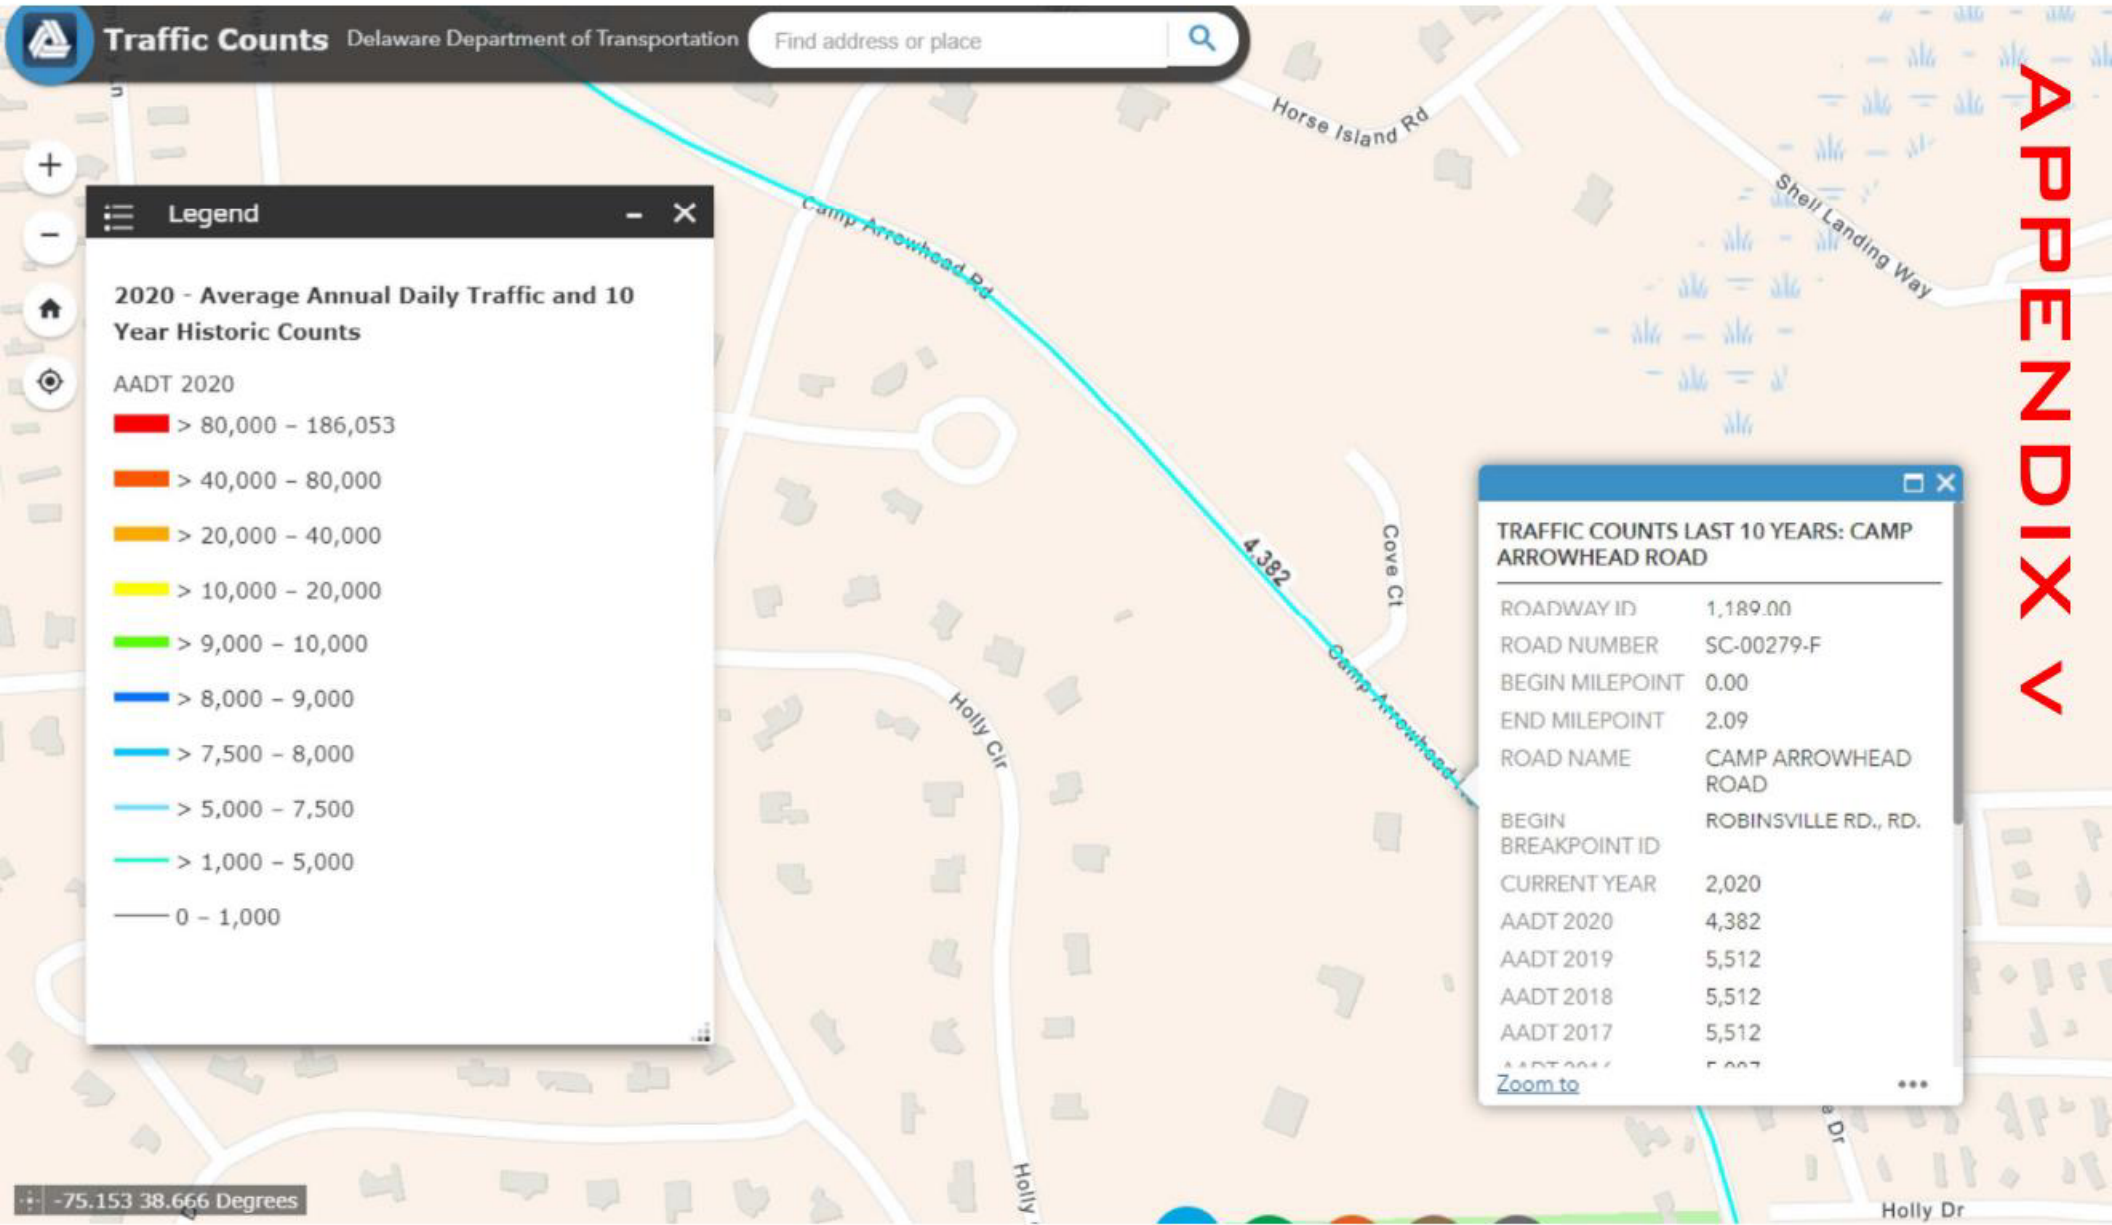 Traffic Counts Delaware Department of Transportation
Find address or place
Horse Island Rd
Shell Landing Way
APPENDIX V
Legend
2020 - Average Annual Daily Traffic and 10
Year Historic Counts
AADT 2020
> 80,000 – 186,053
> 40,000 – 80,000
> 20,000 – 40,000
> 10,000 – 20,000
> 9,000 – 10,000
> 8,000 – 9,000
> 7,500 – 8,000
> 5,000 – 7,500
> 1,000 – 5,000
0 – 1,000
Camp Arrowhead Rd
4,382
Cove Ct
Camp Arrowhead
Holly Cir
Holly
TRAFFIC COUNTS LAST 10 YEARS: CAMP
ARROWHEAD ROAD
ROADWAY ID 1,189.00
ROAD NUMBER SC-00279-F
BEGIN MILEPOINT 0.00
END MILEPOINT 2.09
ROAD NAME CAMP ARROWHEAD
ROAD
BEGIN ROBINSVILLE RD., RD.
BREAKPOINT ID
CURRENT YEAR 2,020
AADT 2020 4,382
AADT 2019 5,512
AADT 2018 5,512
AADT 2017 5,512
Zoom to
Dr
Holly Dr
-75.153 38.666 Degrees